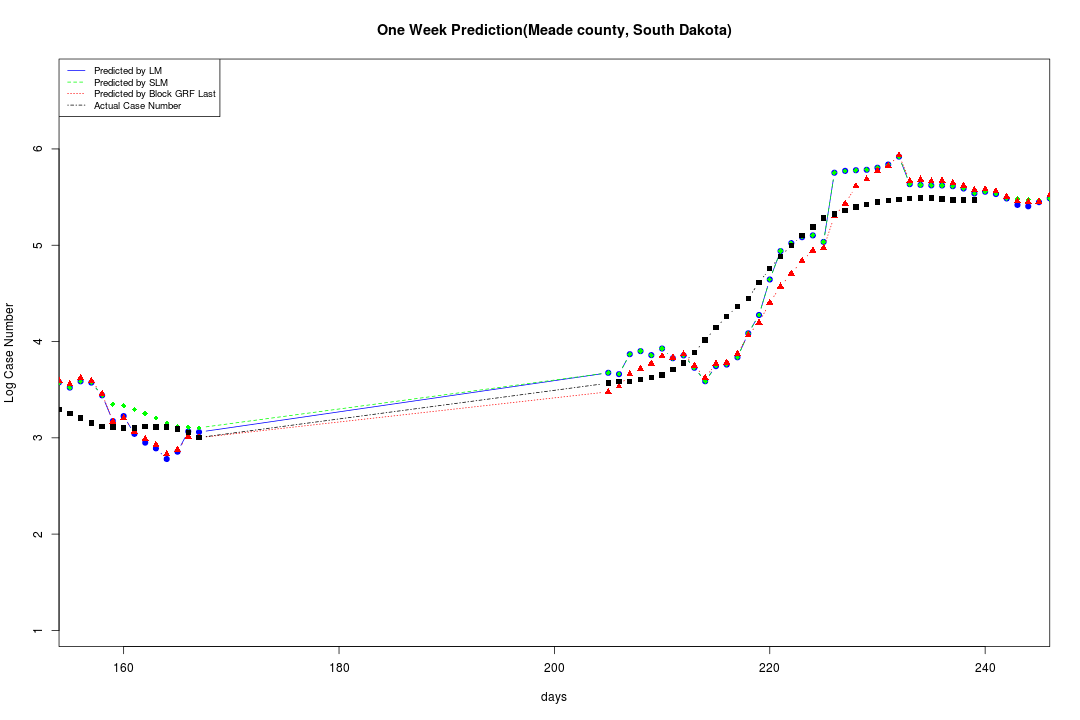 One Week Prediction(Meade county, South Dakota)
Predicted by LM
Predicted by SLM
Predicted by Block GRF Last
Actual Case Number
6
5
4
3
2
1
Log Case Number
160 180 200 220 240
days